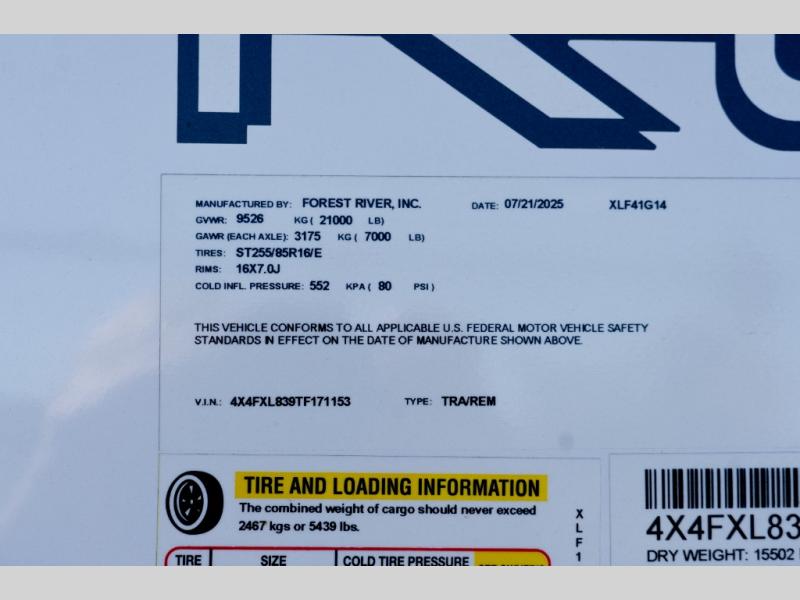 MANUFACTURED BY: FOREST RIVER, INC. DATE: 07/21/2025 XLF41G14
GVWR: 9526 KG ( 21000 LB)
GAWR (EACH AXLE): 3175 KG ( 7000 LB)
TIRES: ST255/85R16/E
RIMS: 16X7.0J
COLD INFL. PRESSURE: 552 KPA ( 80 PSI )
THIS VEHICLE CONFORMS TO ALL APPLICABLE U.S. FEDERAL MOTOR VEHICLE SAFETY
STANDARDS IN EFFECT ON THE DATE OF MANUFACTURE SHOWN ABOVE.
V.I.N.: 4X4FXL839TF171153 TYPE: TRA/REM
TIRE AND LOADING INFORMATION
The combined weight of cargo should never exceed
2467 kgs or 5439 lbs.
TIRE SIZE COLD TIRE PRESSURE
XLF1
4X4FXL83
DRY WEIGHT: 15502